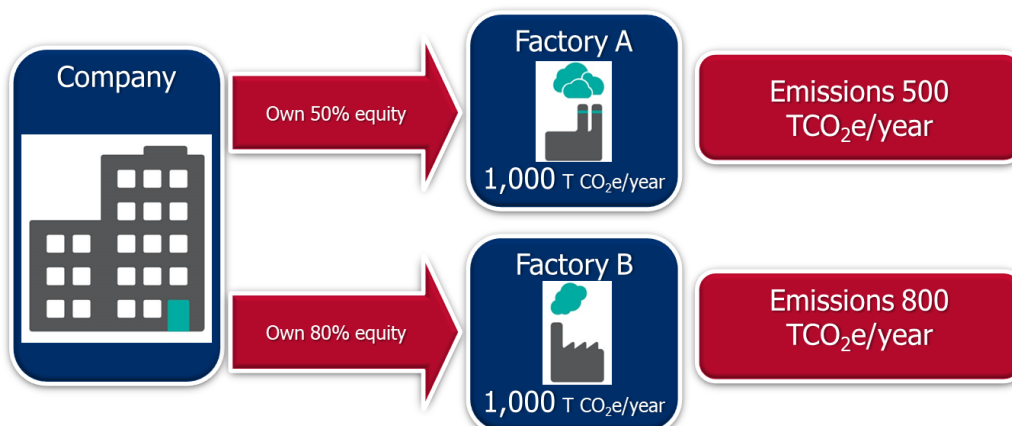 Company
Own 50% equity
Factory A
1,000 T CO₂e/year
Emissions 500
TCO₂e/year
Own 80% equity
Factory B
1,000 T CO₂e/year
Emissions 800
TCO₂e/year